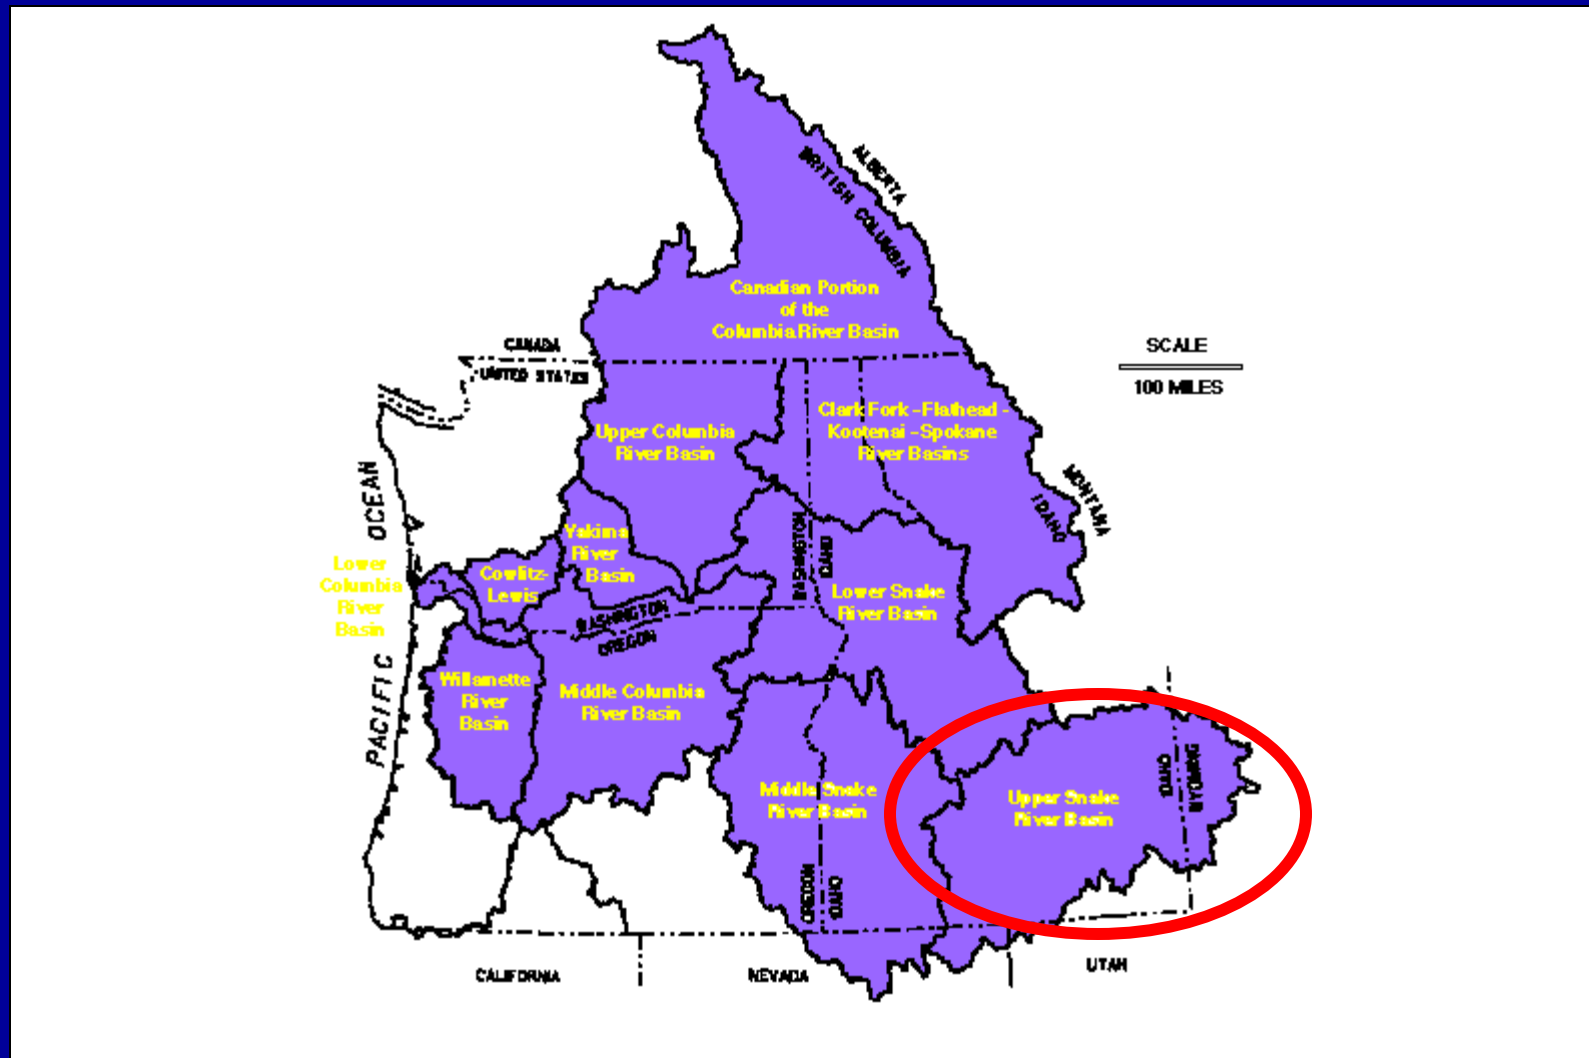 ALBERTA
BRITISH COLUMBIA
Canadian Portion
of the
Columbia River Basin
CANADA
UNITED STATES
SCALE
100 MILES
Clark Fork - Flathead -
Kootenai - Spokane
River Basins
Upper Columbia
River Basin
MONTANA
IDAHO
PACIFIC OCEAN
Yakima
River
Basin
WASHINGTON
IDAHO
Lower
Columbia
River
Basin
Cowlitz-
Lewis
Lower Snake
River Basin
WASHINGTON
OREGON
Willamette
River
Basin
Middle Columbia
River Basin
Middle Snake
River Basin
Upper Snake
River Basin
IDAHO
WYOMING
OREGON
IDAHO
CALIFORNIA
NEVADA
UTAH